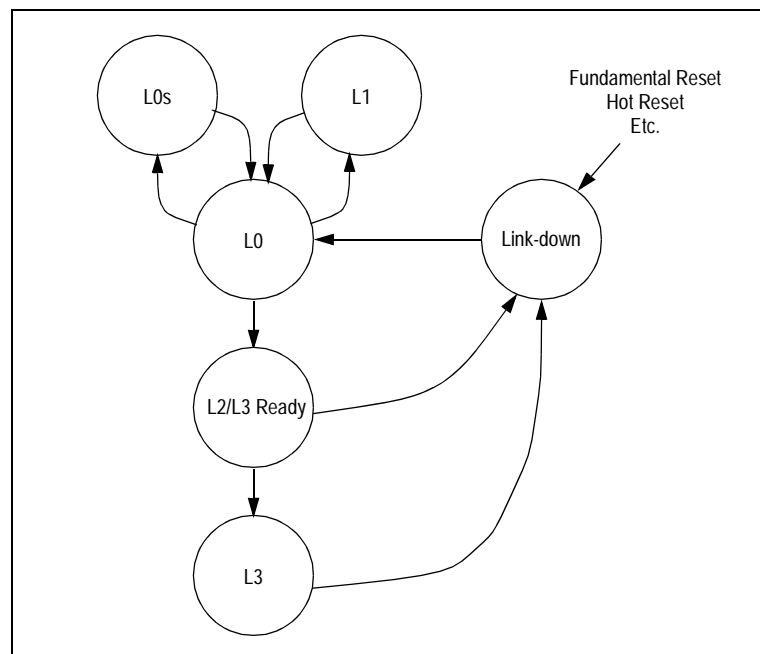 L0s
L1
Fundamental Reset
Hot Reset
Etc.
L0
Link-down
L2/L3 Ready
L3